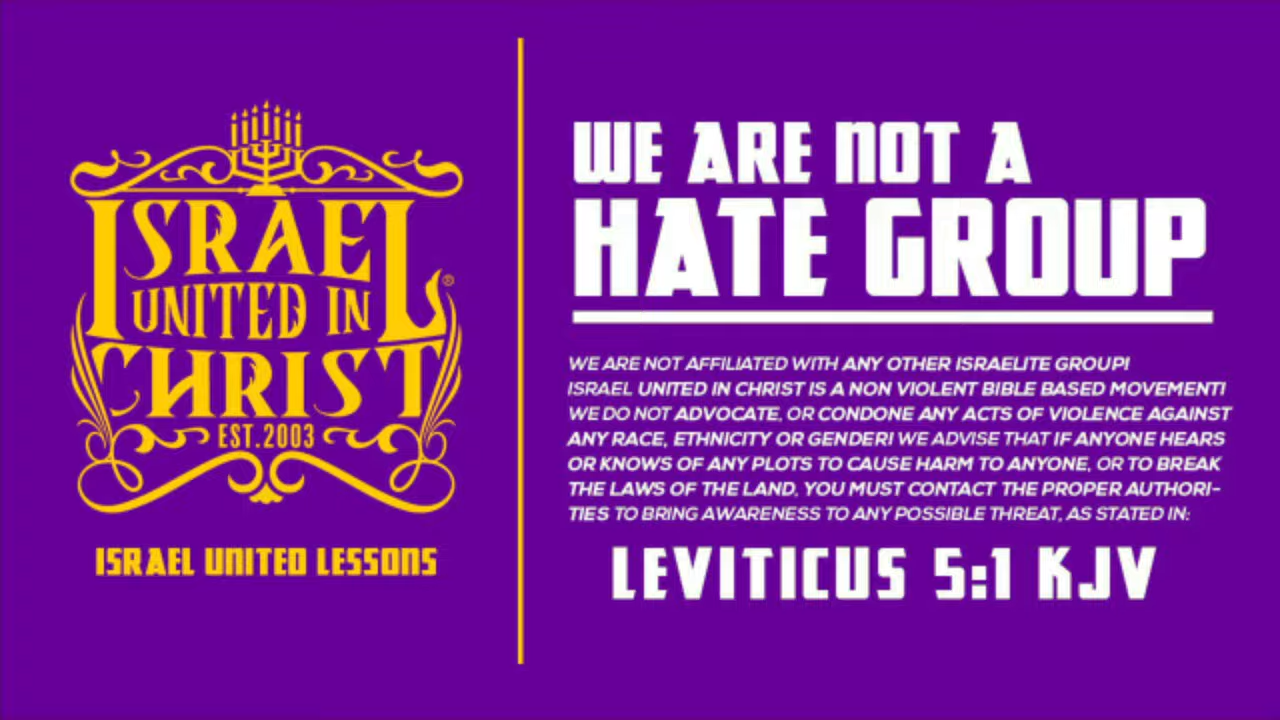 ISRAEL
UNITED IN
CHRIST
EST. 2003
ISRAEL UNITED LESSONS
WE ARE NOT A
HATE GROUP
WE ARE NOT AFFILIATED WITH ANY OTHER ISRAELITE GROUP!
ISRAEL UNITED IN CHRIST IS A NON VIOLENT BIBLE BASED MOVEMENT!
WE DO NOT ADVOCATE, OR CONDONE ANY ACTS OF VIOLENCE AGAINST
ANY RACE, ETHNICITY OR GENDER! WE ADVISE THAT IF ANYONE HEARS
OR KNOWS OF ANY PLOTS TO CAUSE HARM TO ANYONE, OR TO BREAK
THE LAWS OF THE LAND, YOU MUST CONTACT THE PROPER AUTHORI-
TIES TO BRING AWARENESS TO ANY POSSIBLE THREAT, AS STATED IN:
LEVITICUS 5:1 KJV